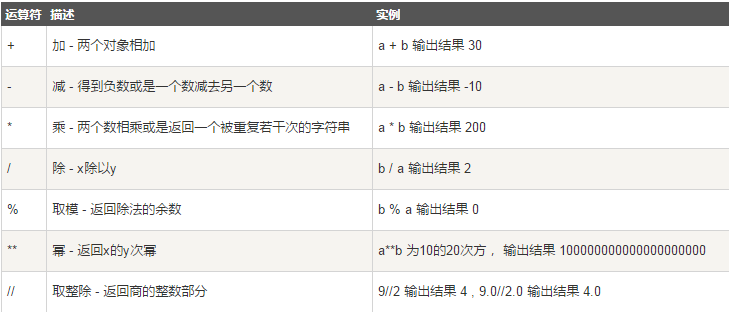 运算符 描述 实例
+ 加 - 两个对象相加 a + b 输出结果 30
- 减 - 得到负数或是一个数减去另一个数 a - b 输出结果 -10
* 乘 - 两个数相乘或是返回一个被重复若干次的字符串 a * b 输出结果 200
/ 除 - x除以y b / a 输出结果 2
% 取模 - 返回除法的余数 b % a 输出结果 0
** 幂 - 返回x的y次幂 a**b 为10的20次方， 输出结果 100000000000000000000
// 取整除 - 返回商的整数部分 9//2 输出结果 4 , 9.0//2.0 输出结果 4.0